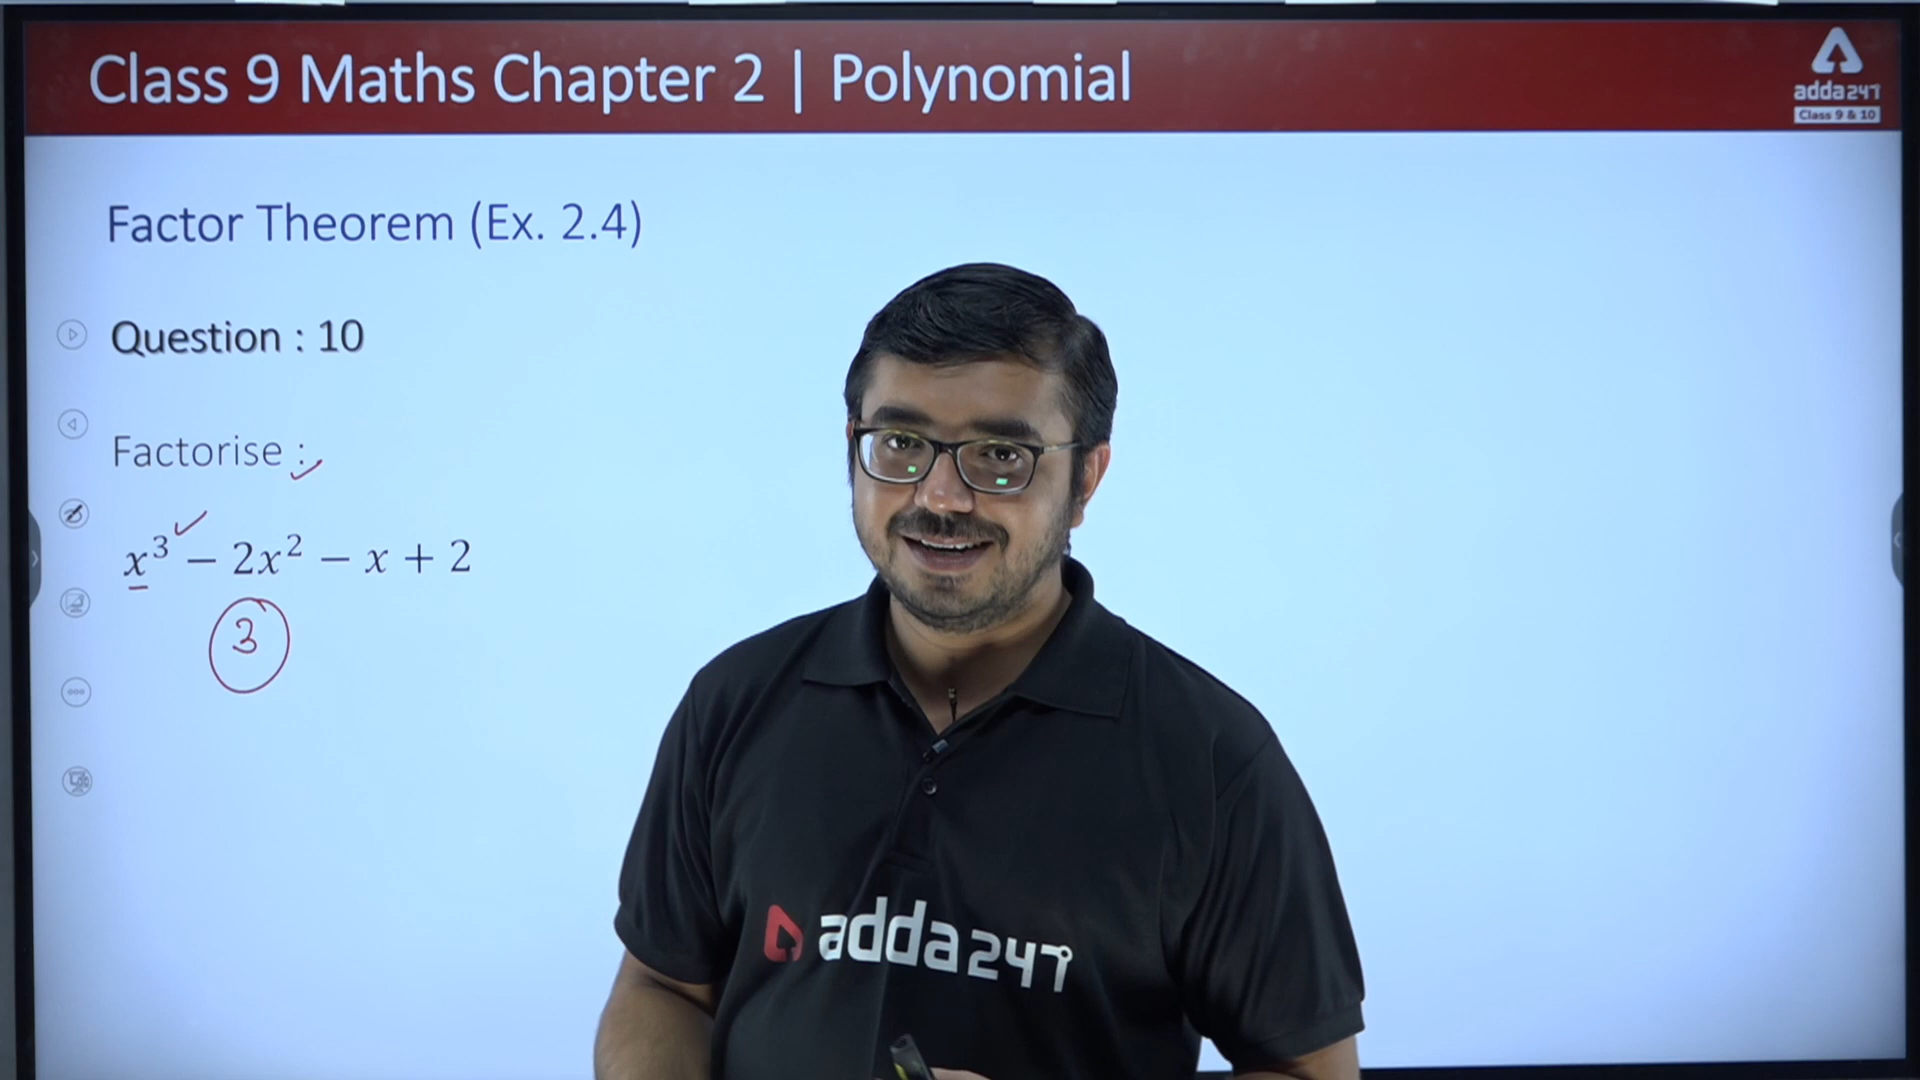 Class 9 Maths Chapter 2 | Polynomial
adda247
Class 9 & 10
Factor Theorem (Ex. 2.4)
Question : 10
Factorise :
x³ − 2x² − x + 2
3
adda247